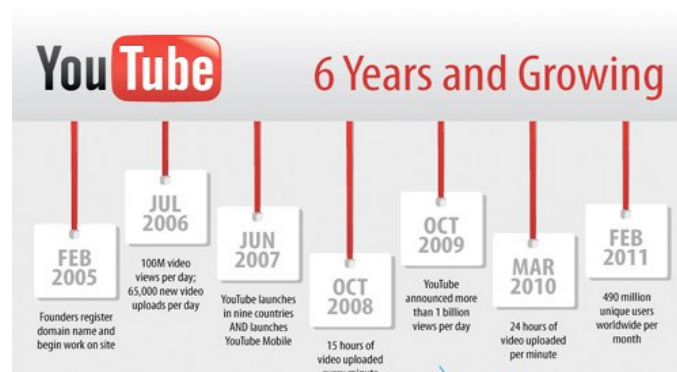 YouTube
6 Years and Growing
FEB
2005
Founders register
domain name and
begin work on site
JUL
2006
100M video
views per day;
65,000 new video
uploads per day
JUN
2007
YouTube launches
in nine countries
AND launches
YouTube Mobile
OCT
2008
15 hours of
video uploaded
every minute
OCT
2009
YouTube
announced more
than 1 billion
views per day
MAR
2010
24 hours of
video uploaded
per minute
FEB
2011
490 million
unique users
worldwide per
month